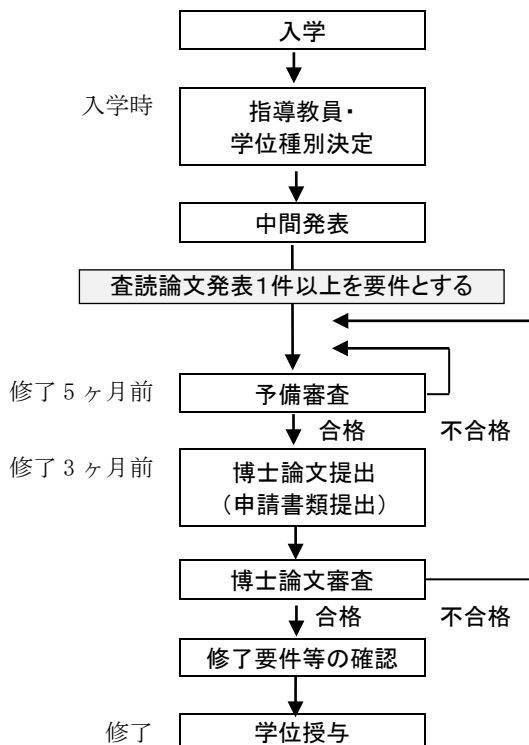 入学
入学時
指導教員・
学位種別決定
中間発表
査読論文発表1件以上を要件とする
修了5ヶ月前
予備審査
合格
不合格
修了3ヶ月前
博士論文提出
（申請書類提出）
博士論文審査
合格
不合格
修了要件等の確認
修了
学位授与